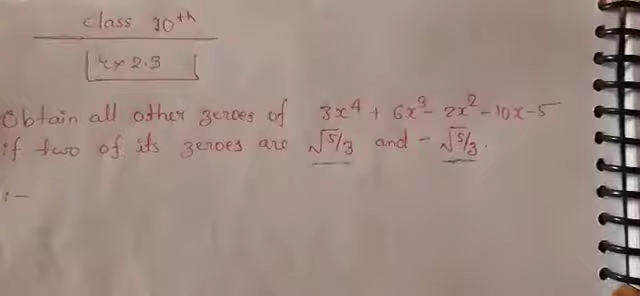 class 10th
Ex 2.3
Obtain all other zeroes of 3x⁴ + 6x³ - 2x² - 10x - 5
if two of its zeroes are √5/3 and - √5/3.
:-